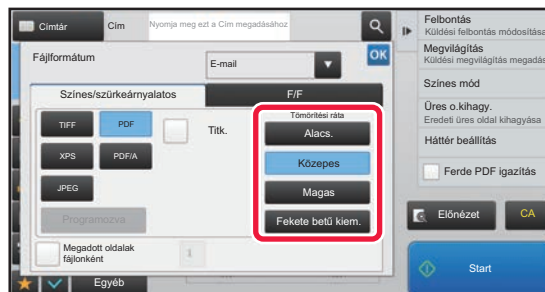 Címtár
Cím
Nyomja meg ezt a Cím megadásához
Felbontás
Küldési felbontás módosítása
Megvilágítás
Küldési megvilágítás megadás
Színes mód
Üres o.kihagy.
Eredeti üres oldal kihagyása
Háttér beállítás
Ferde PDF igazítás
Előnézet
CA
Start
Fájlformátum
E-mail
OK
Színes/szürkeárnyalatos
F/F
TIFF
PDF
Titk.
XPS
PDF/A
JPEG
Programozva
Tömörítési ráta
Alacs.
Közepes
Magas
Fekete betű kiem.
Megadott oldalak
fájlonként
1
Egyéb